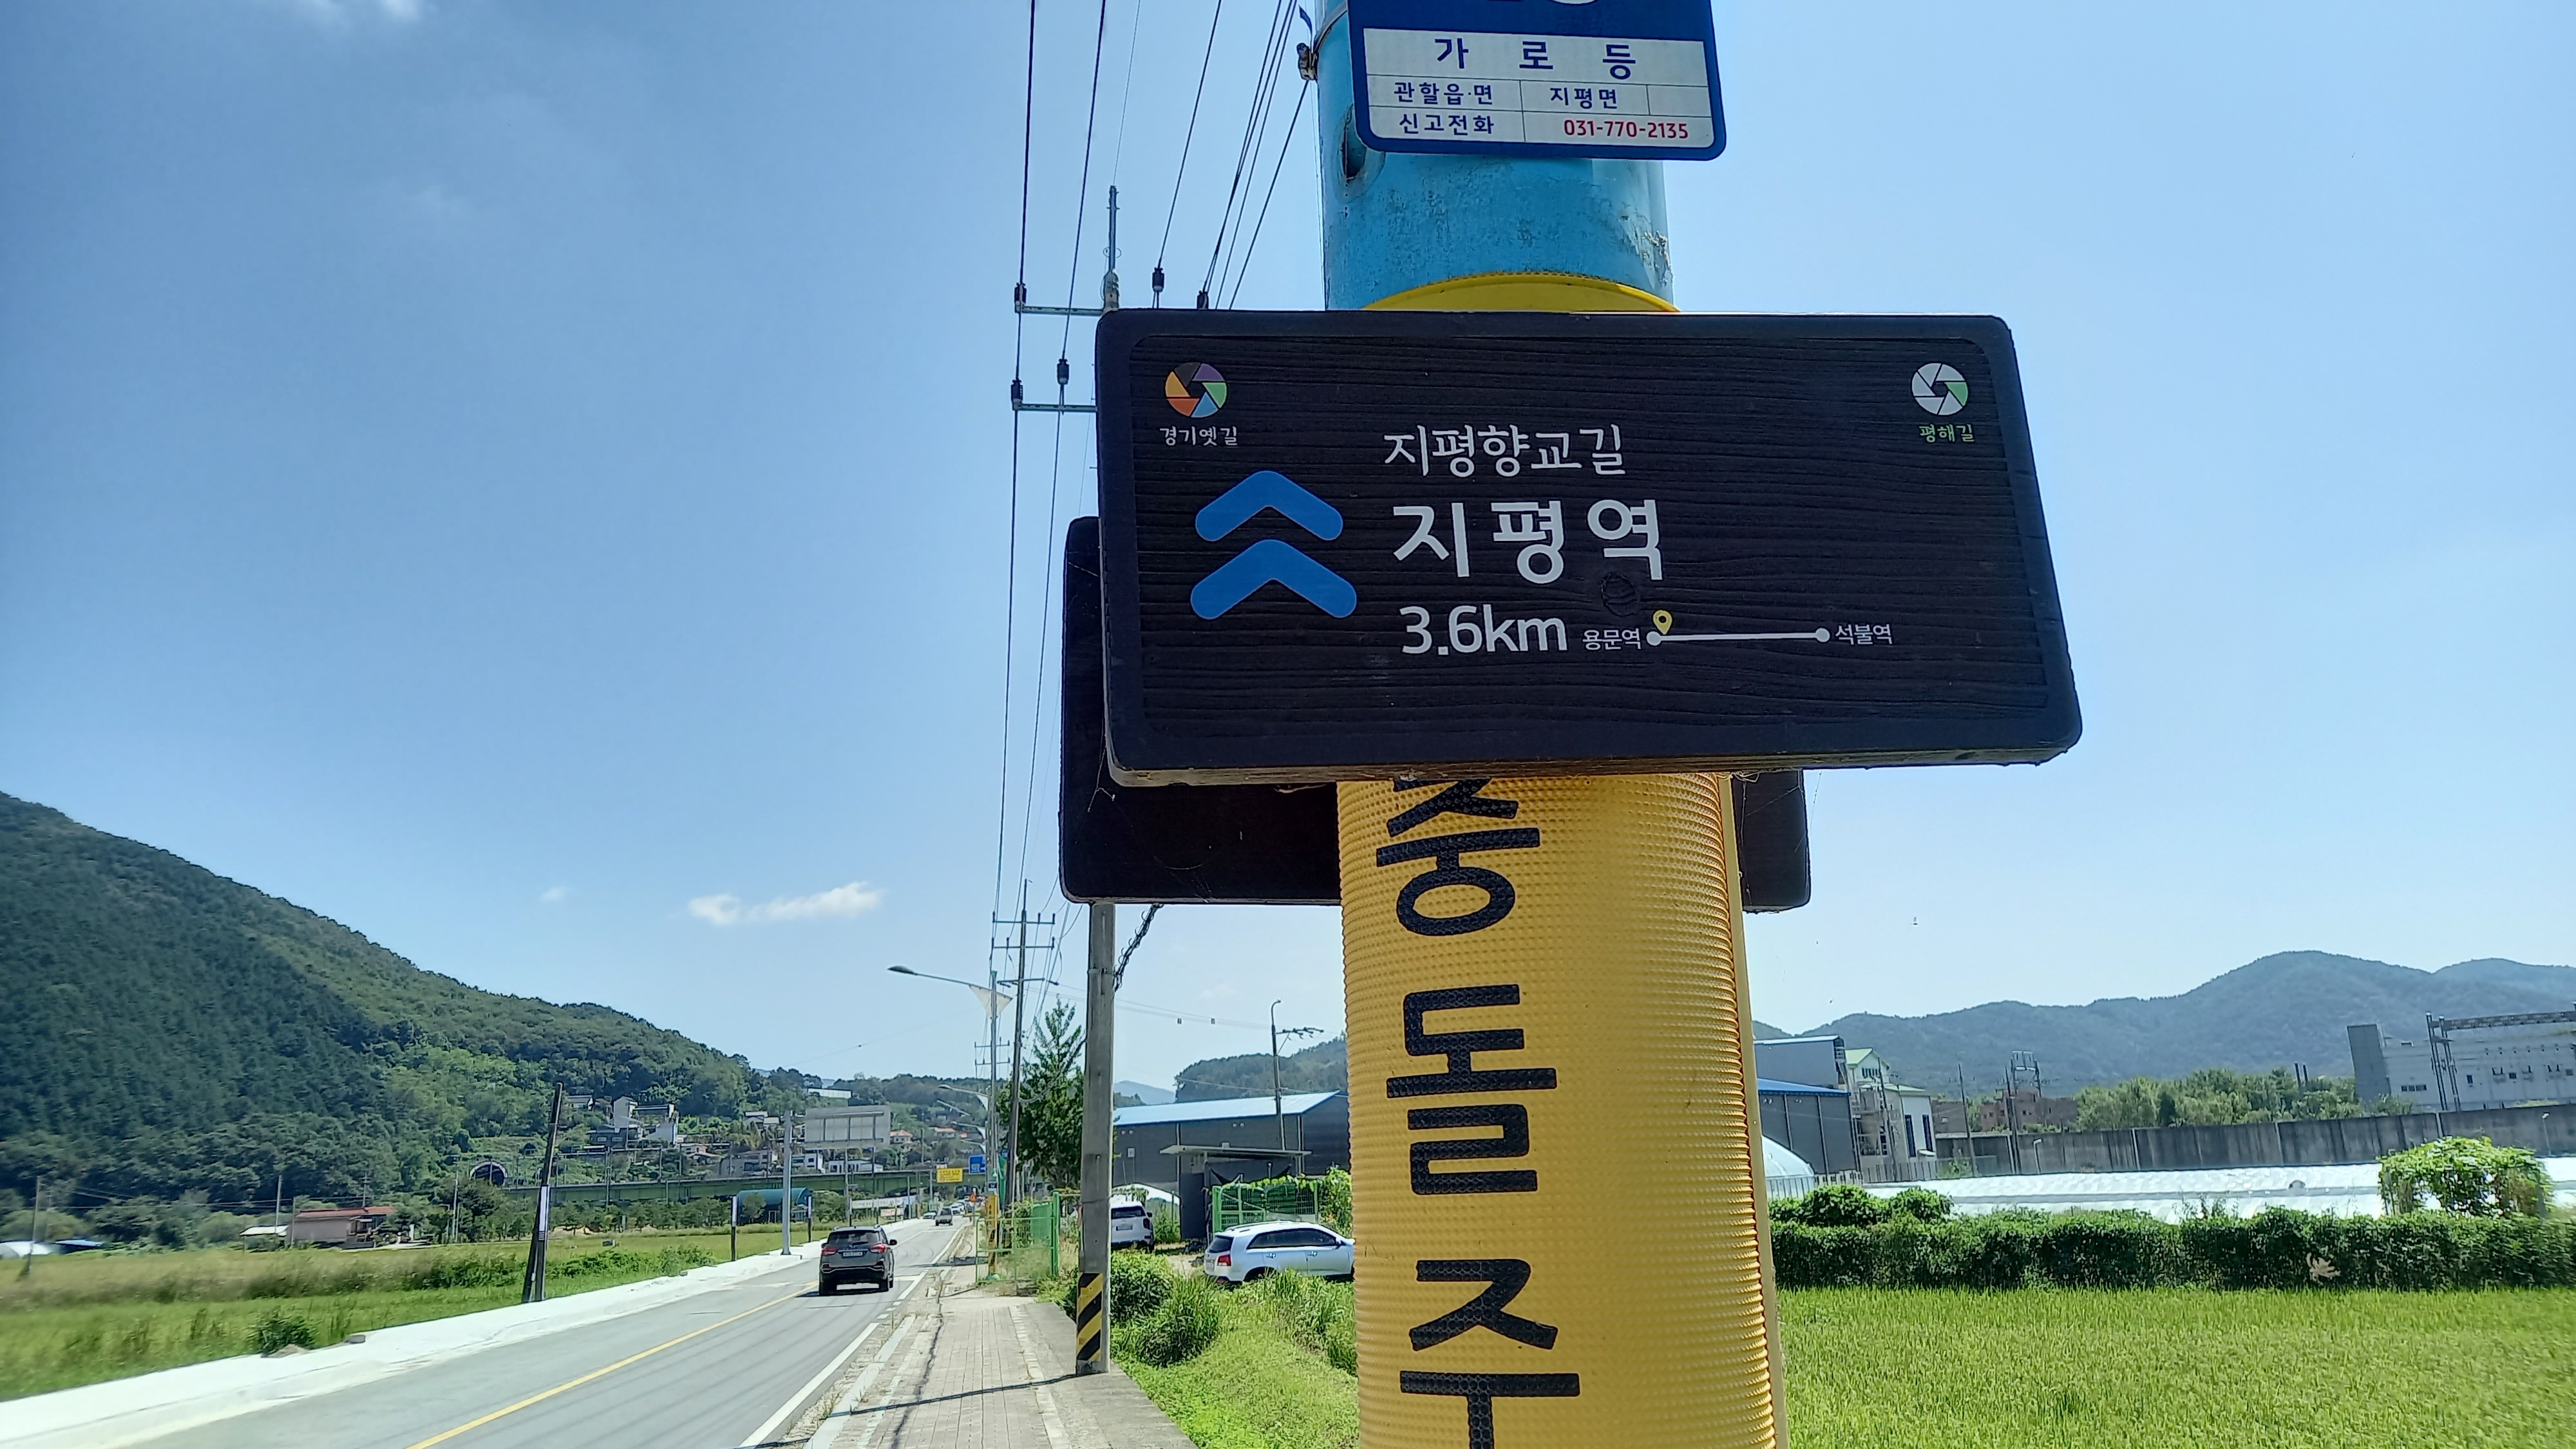 가 로 등
관할읍·면 지평면
신고전화 031-770-2135
경기옛길
평해길
지평향교길
지평역
3.6km 용문역 석불역
충
돌
주